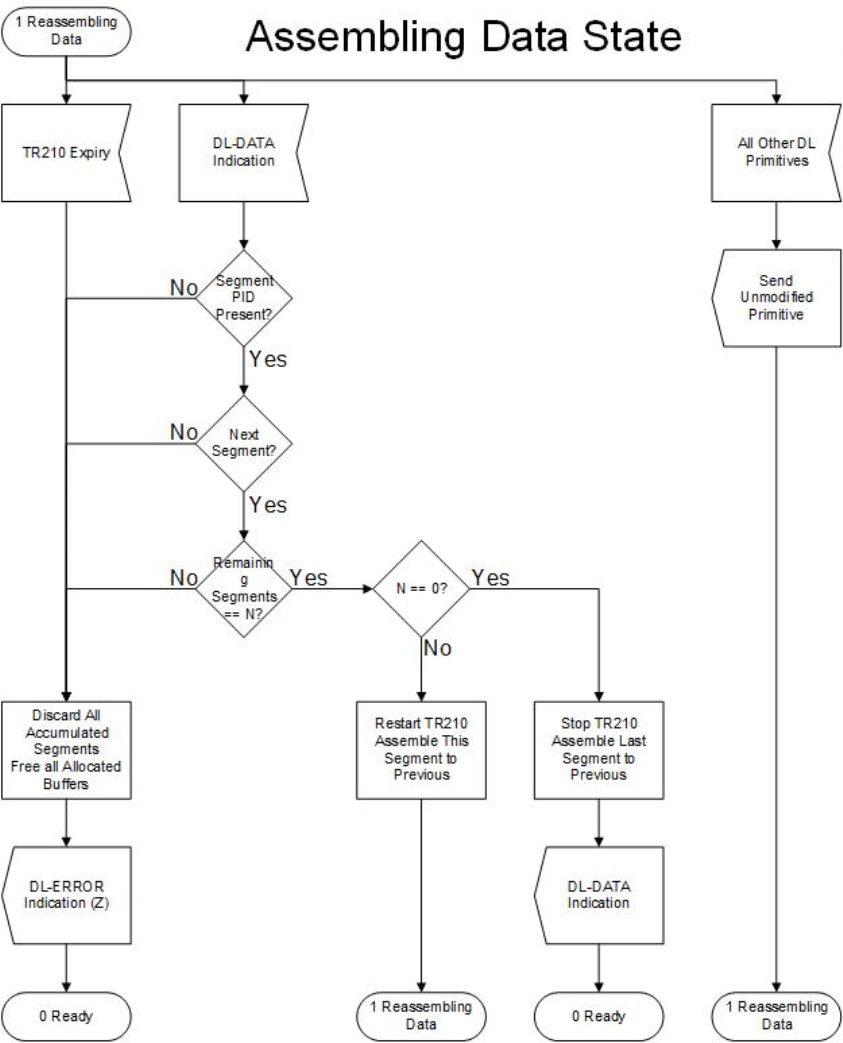 1 Reassembling
Data
Assembling Data State
TR210 Expiry
DL-DATA
Indication
All Other DL
Primitives
Segment
PID
Present?
No
Yes
Send
Unmodified
Primitive
Next
Segment?
No
Yes
Remainin
g
Segments
== N?
No
Yes
N == 0?
Yes
No
Discard All
Accumulated
Segments
Free all Allocated
Buffers
Restart TR210
Assemble This
Segment to
Previous
Stop TR210
Assemble Last
Segment to
Previous
DL-ERROR
Indication (Z)
DL-DATA
Indication
0 Ready
1 Reassembling
Data
0 Ready
1 Reassembling
Data